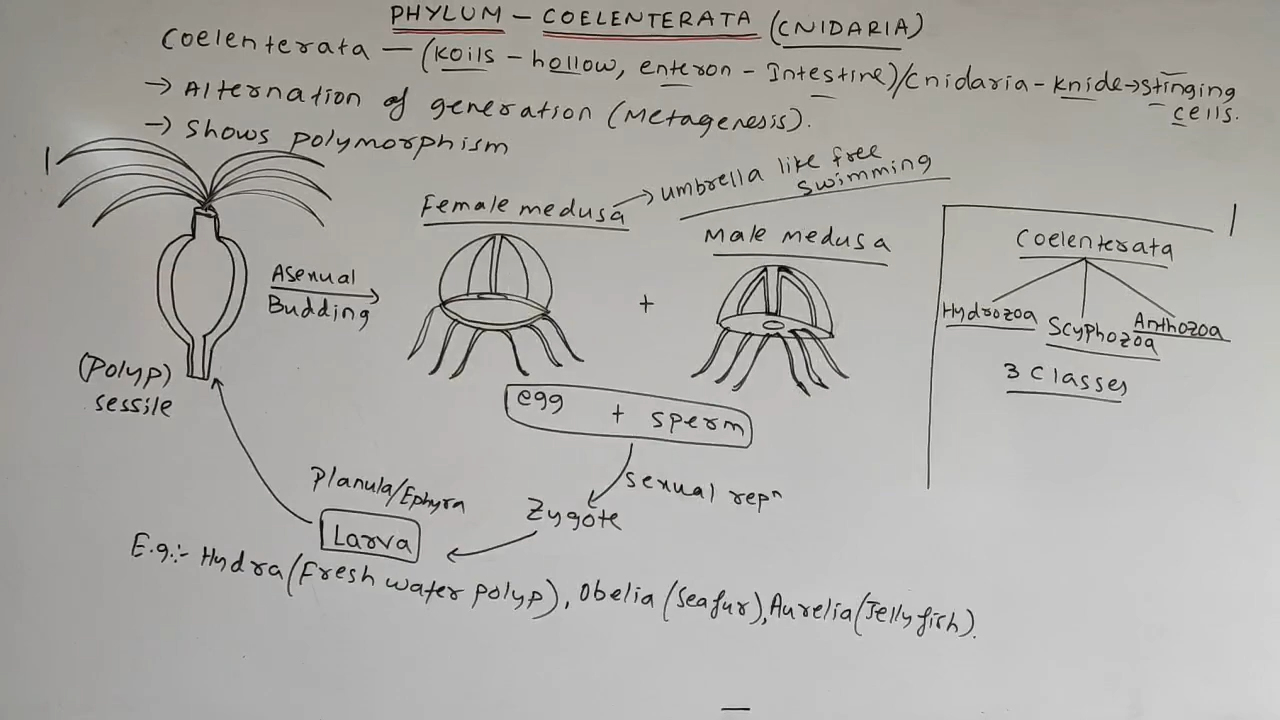 PHYLUM - COELENTERATA (CNIDARIA)
Coelenterata - (Koils - hollow, enteron - Intestine)/Cnidaria - Knide → stinging cells.
→ Alternation of generation (Metagenesis).
→ Shows polymorphism
Female medusa → umbrella like free swimming
Male medusa
Asexual
Budding
+
(Polyp)
sessile
egg + sperm
sexual repn
Zygote
Planula/Ephyra
Larva
E.g:- Hydra (Fresh water polyp), Obelia (Sea fur), Aurelia (Jelly fish).
Coelenterata
Hydrozoa
Scyphozoa
Anthozoa
3 Classes